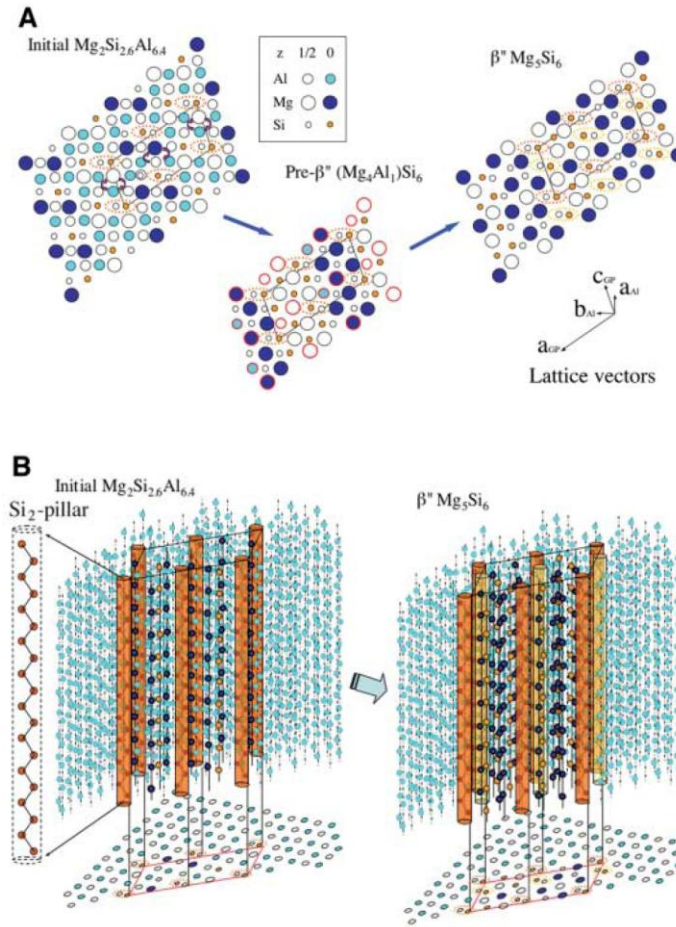 A
Initial Mg2Si2.6Al6.4
z 1/2 0
Al
Mg
Si
β" Mg5Si6
Pre-β" (Mg4Al1)Si6
cGP
aAl
bAl
aGP
Lattice vectors
B
Initial Mg2Si2.6Al6.4
Si2-pillar
β" Mg5Si6